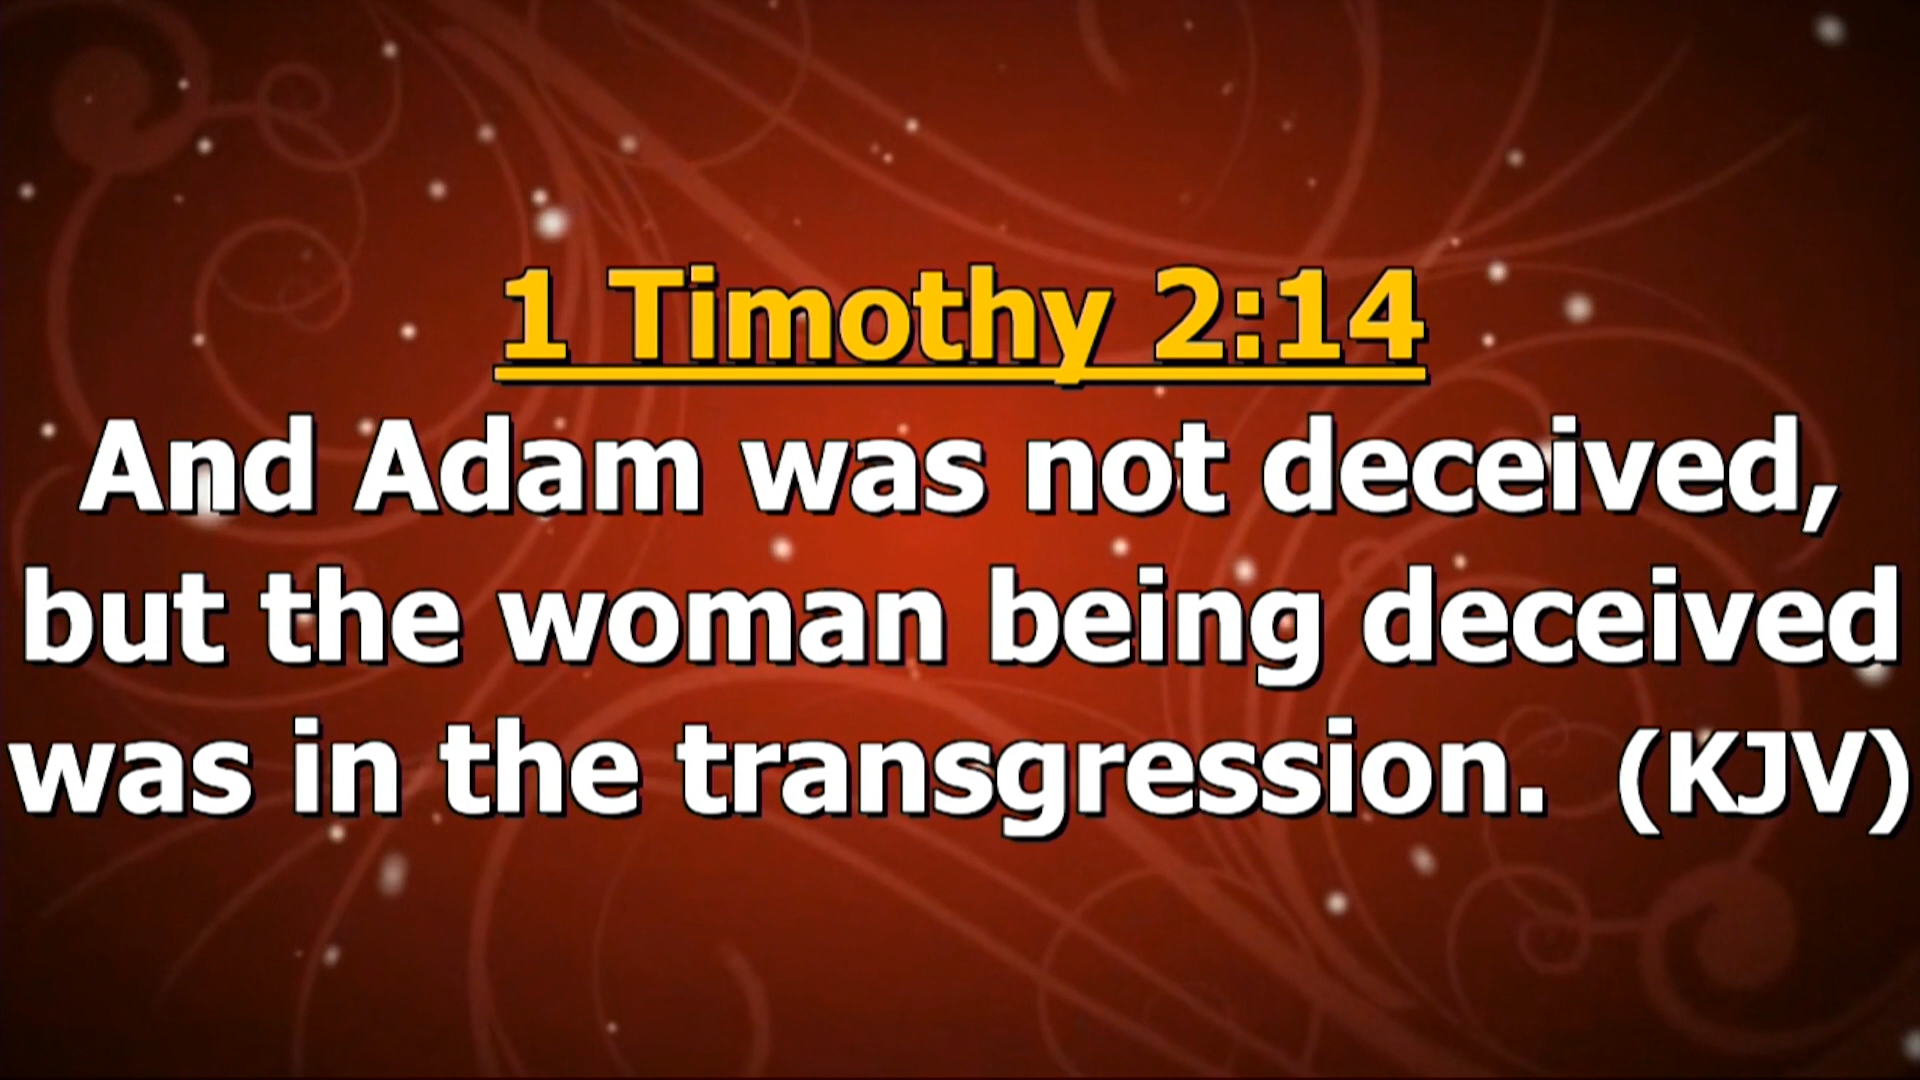 1 Timothy 2:14
And Adam was not deceived,
but the woman being deceived
was in the transgression.  (KJV)